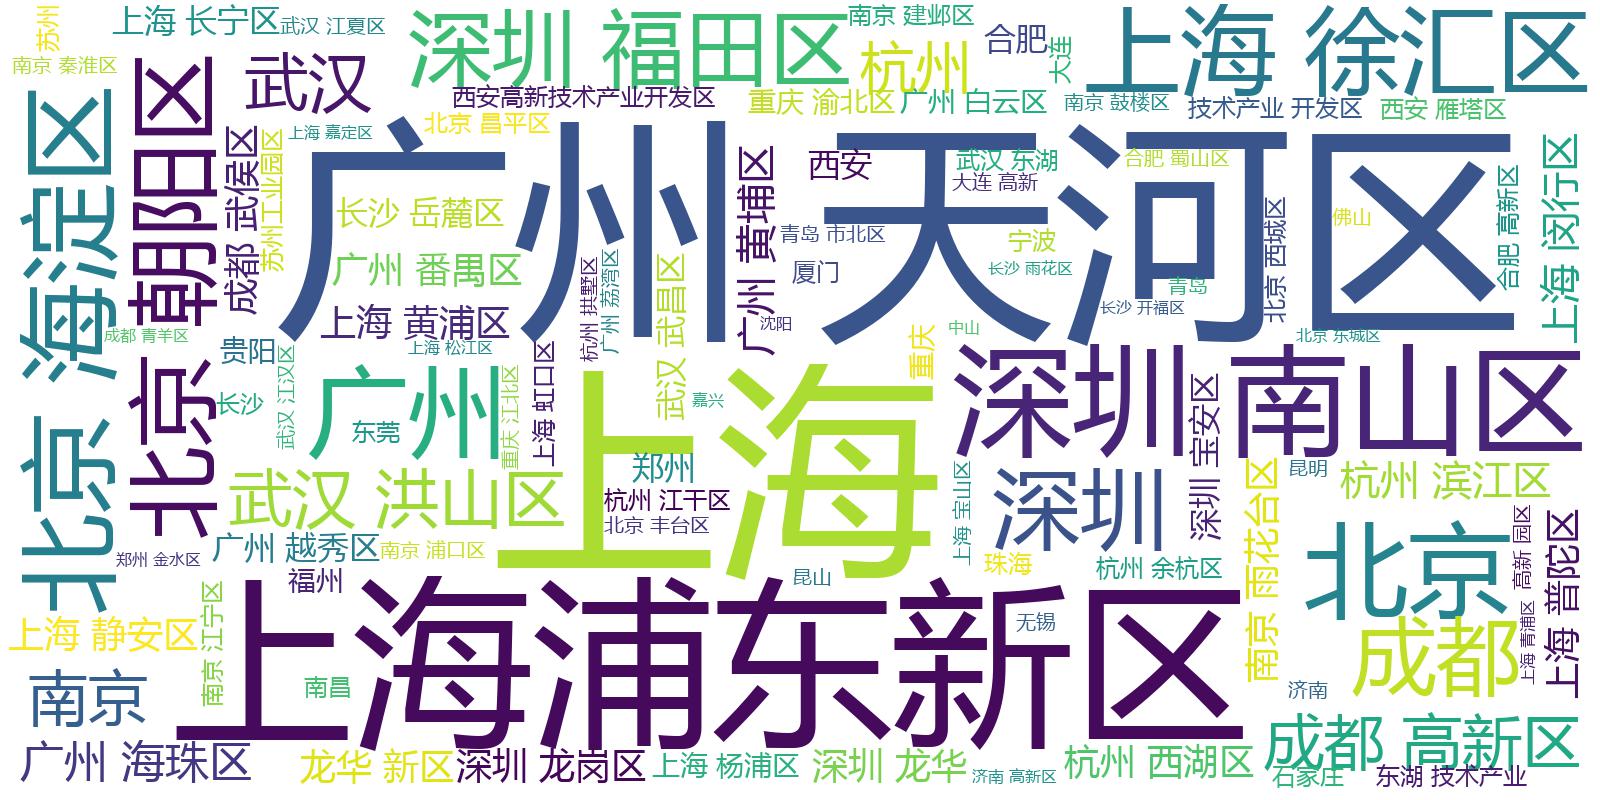 苏州
上海 长宁区
武汉 江夏区
深圳 福田区
南京 建邺区
合肥
上海 徐汇区
南京 秦淮区
武汉
杭州
大连
西安高新技术产业开发区
重庆 渝北区
广州 白云区
南京 鼓楼区
技术产业 开发区
西安 雁塔区
北京 海淀区
朝阳区
上海 嘉定区
北京 昌平区
广州 天河区
成都 武侯区
苏州工业园区
西安
武汉 东湖
合肥 蜀山区
大连 高新
上海 闵行区
合肥 高新区
长沙 岳麓区
广州 黄埔区
青岛 市北区
宁波
北京 西城区
佛山
广州 番禺区
杭州 拱墅区
广州 荔湾区
武汉 武昌区
厦门
长沙 雨花区
青岛
上海 黄浦区
沈阳
长沙 开福区
成都 青羊区
贵阳
上海 松江区
重庆
中山
北京 东城区
北京
长沙
武汉 江汉区
广州
东莞
重庆 江北区
上海 虹口区
嘉兴
上海
深圳 南山区
深圳 宝安区
武汉 洪山区
郑州
杭州 江干区
北京 丰台区
上海 宝山区
深圳
南京 雨花台区
昆明
杭州 滨江区
郑州 金水区
广州 越秀区
南京 浦口区
珠海
杭州 余杭区
北京
高新 园区
上海 普陀区
福州
昆山
上海 静安区
南京 江宁区
上海浦东新区
无锡
成都
上海 青浦区
南京
南昌
济南
广州 海珠区
龙华 新区
深圳 龙岗区
上海 杨浦区
深圳 龙华
济南 高新区
杭州 西湖区
成都 高新区
石家庄
东湖 技术产业